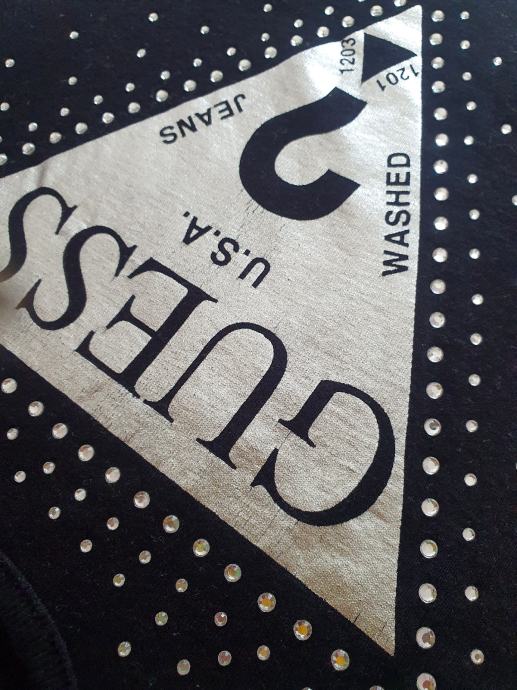 GUESS
U.S.A.
WASHED ? JEANS
1201 1203